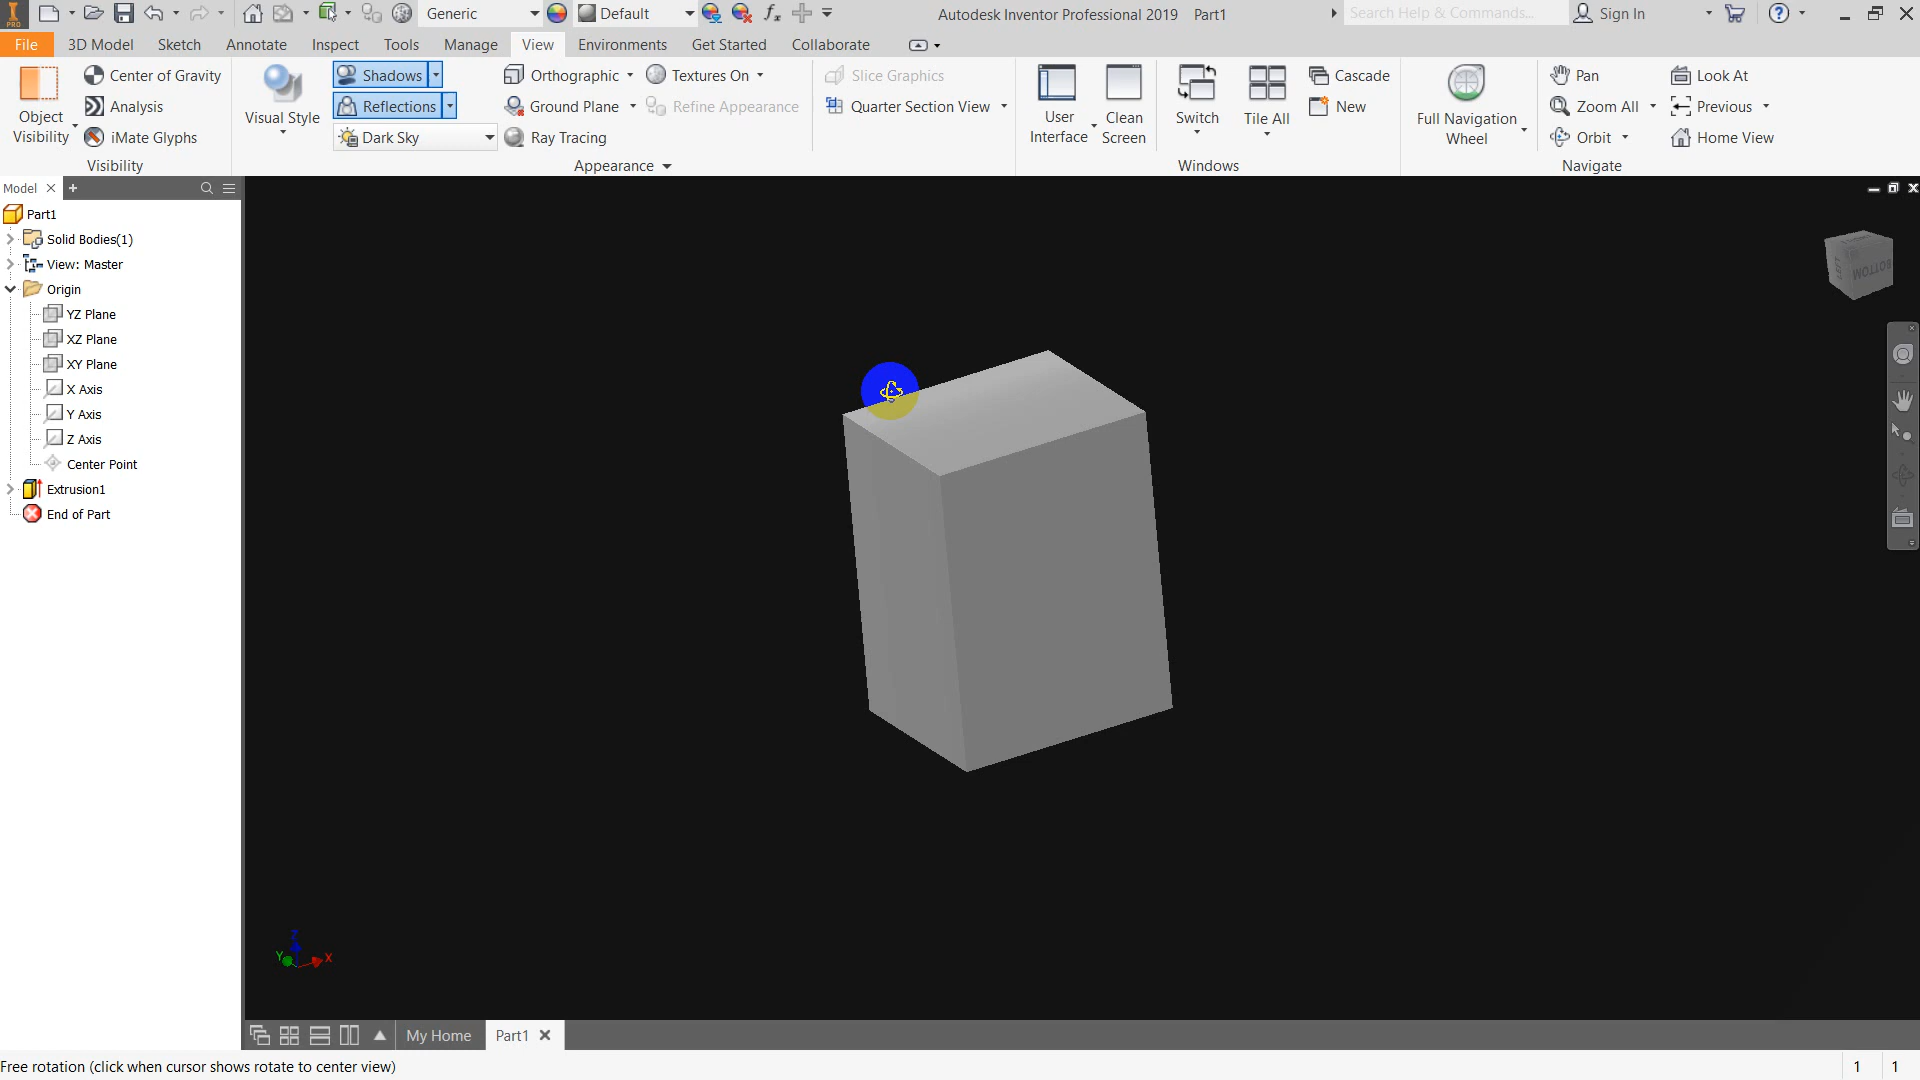 Generic
Default
Autodesk Inventor Professional 2019 Part1
Search Help & Commands...
Sign In
PRO
File 3D Model Sketch Annotate Inspect Tools Manage View Environments Get Started Collaborate
Object Visibility
Center of Gravity
Analysis
iMate Glyphs
Visibility
Visual Style
Shadows
Reflections
Dark Sky
Orthographic
Ground Plane
Ray Tracing
Textures On
Refine Appearance
Appearance
Slice Graphics
Quarter Section View
User Interface
Clean Screen
Switch
Tile All
Cascade
New
Windows
Full Navigation Wheel
Pan
Zoom All
Orbit
Look At
Previous
Home View
Navigate
Model
Part1
Solid Bodies(1)
View: Master
Origin
YZ Plane
XZ Plane
XY Plane
X Axis
Y Axis
Z Axis
Center Point
Extrusion1
End of Part
BOTTOM
LEFT
Z
Y
X
My Home Part1
Free rotation (click when cursor shows rotate to center view)
1 1